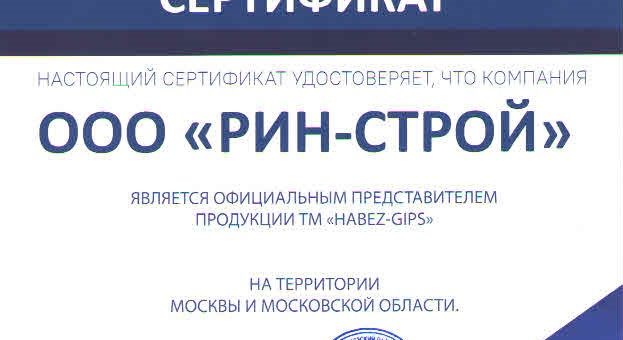 СЕРТИФИКАТ
НАСТОЯЩИЙ СЕРТИФИКАТ УДОСТОВЕРЯЕТ, ЧТО КОМПАНИЯ
ООО «РИН-СТРОЙ»
ЯВЛЯЕТСЯ ОФИЦИАЛЬНЫМ ПРЕДСТАВИТЕЛЕМ
ПРОДУКЦИИ ТМ «HABEZ-GIPS»
НА ТЕРРИТОРИИ
МОСКВЫ И МОСКОВСКОЙ ОБЛАСТИ.